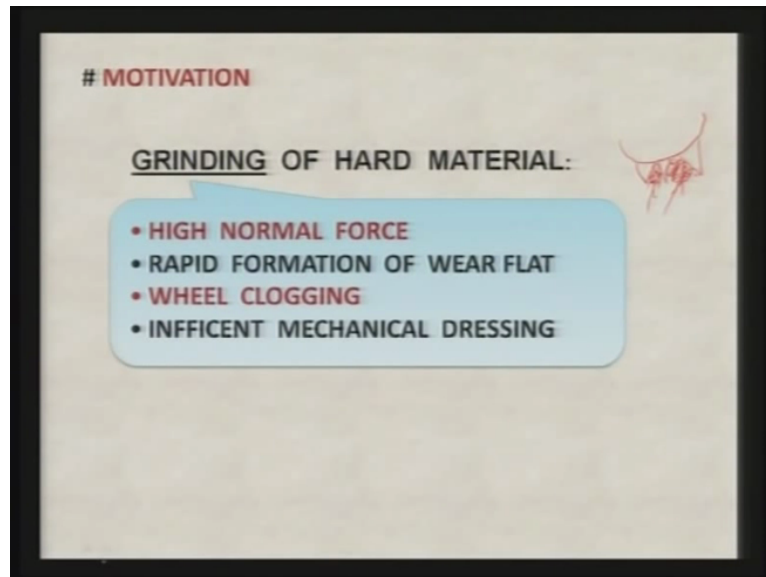 # MOTIVATION
GRINDING OF HARD MATERIAL:
• HIGH NORMAL FORCE
• RAPID FORMATION OF WEAR FLAT
• WHEEL CLOGGING
• INFFICENT MECHANICAL DRESSING